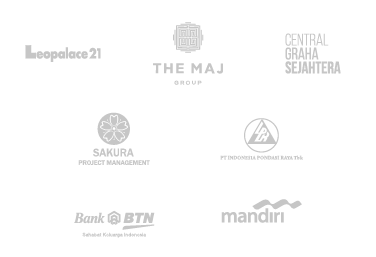 Leopalace21
THE MAJ
GROUP
CENTRAL
GRAHA
SEJAHTERA
SAKURA
PROJECT MANAGEMENT
PT INDONESIA PONDASI RAYA Tbk
Bank BTN
Sahabat Keluarga Indonesia
mandiri